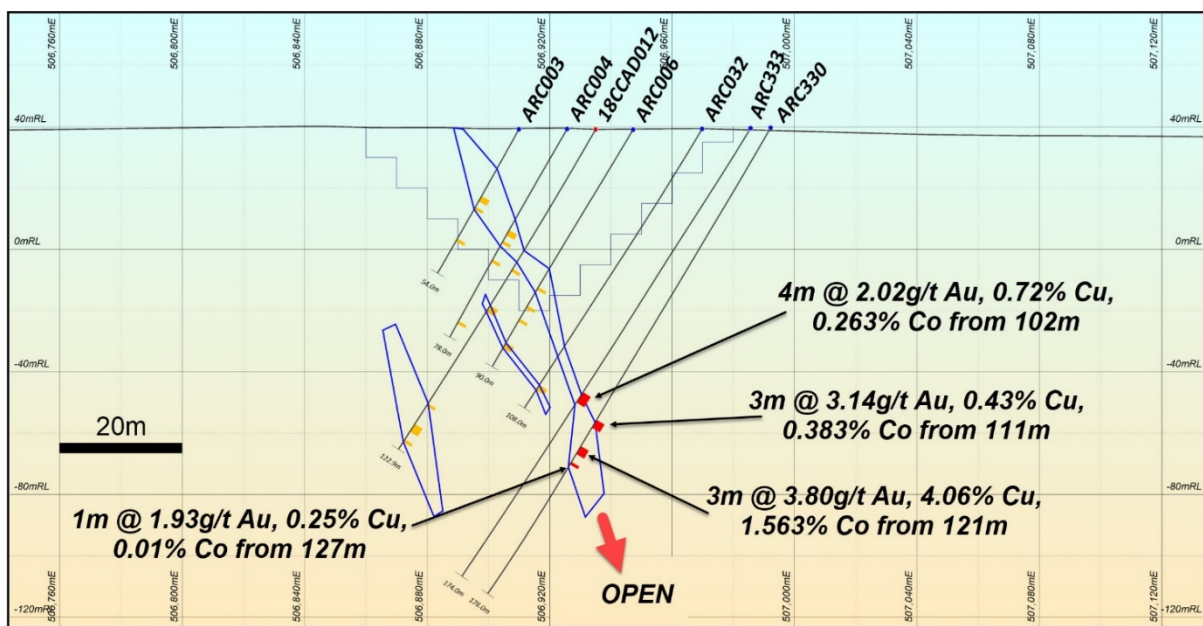 506,760mE
506,800mE
506,840mE
506,880mE
506,920mE
506,960mE
507,000mE
507,040mE
507,080mE
507,120mE
ARC003
ARC004
18CCAD012
ARC006
ARC032
ARC333
ARC330
40mRL
40mRL
0mRL
0mRL
54.0m
4m @ 2.02g/t Au, 0.72% Cu,
0.263% Co from 102m
78.0m
90.0m
-40mRL
-40mRL
108.0m
3m @ 3.14g/t Au, 0.43% Cu,
0.383% Co from 111m
20m
122.9m
-80mRL
-80mRL
3m @ 3.80g/t Au, 4.06% Cu,
1.563% Co from 121m
1m @ 1.93g/t Au, 0.25% Cu,
0.01% Co from 127m
174.0m
178.0m
OPEN
-120mRL
-120mRL
506,760mE
506,800mE
506,840mE
506,880mE
506,920mE
506,960mE
507,000mE
507,040mE
507,080mE
507,120mE